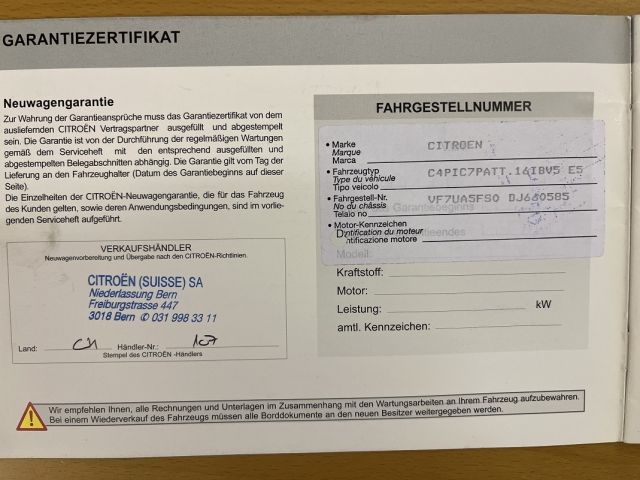 GARANTIEZERTIFIKAT
Neuwagengarantie
Zur Wahrung der Garantieansprüche muss das Garantiezertifikat von dem
ausliefernden CITROËN Vertragspartner ausgefüllt und abgestempelt
sein. Die Garantie ist von der Durchführung der regelmäßigen Wartungen
gemäß dem Serviceheft mit den entsprechend ausgefüllten und
abgestempelten Belegabschnitten abhängig. Die Garantie gilt vom Tag der
Lieferung an den Fahrzeughalter (Datum des Garantiebeginns auf dieser
Seite).
Die Einzelheiten der CITROËN-Neuwagengarantie, die für das Fahrzeug
des Kunden gelten, sowie deren Anwendungsbedingungen, sind im vorlie-
genden Serviceheft aufgeführt.
VERKAUFSHÄNDLER
Neuwagenvorbereitung und Übergabe nach den CITROËN-Richtlinien.
CITROËN (SUISSE) SA
Niederlassung Bern
Freiburgstrasse 447
3018 Bern ✆ 031 998 33 11
Land: CH Händler-Nr.: 107
Stempel des CITROËN -Händlers
FAHRGESTELLNUMMER
• Marke CITROEN
Marque
Marca
• Fahrzeugtyp C4PIC7PATT.16IBV5 E5
Type du véhicule
Tipo veicolo
• Fahrgestell-Nr. VF7UA5FS0 DJ660585
No du châssis
Telaio no Garantiebeginns
• Motor-Kennzeichen
Dintification du moteur
ntificazione motore
Modell:
Kraftstoff:
Motor:
Leistung: kW
amtl. Kennzeichen:
Wir empfehlen Ihnen, alle Rechnungen und Unterlagen im Zusammenhang mit den Wartungsarbeiten an Ihrem Fahrzeug aufzubewahren.
Bei einem Wiederverkauf des Fahrzeugs müssen alle Borddokumente an den neuen Besitzer weitergegeben werden.